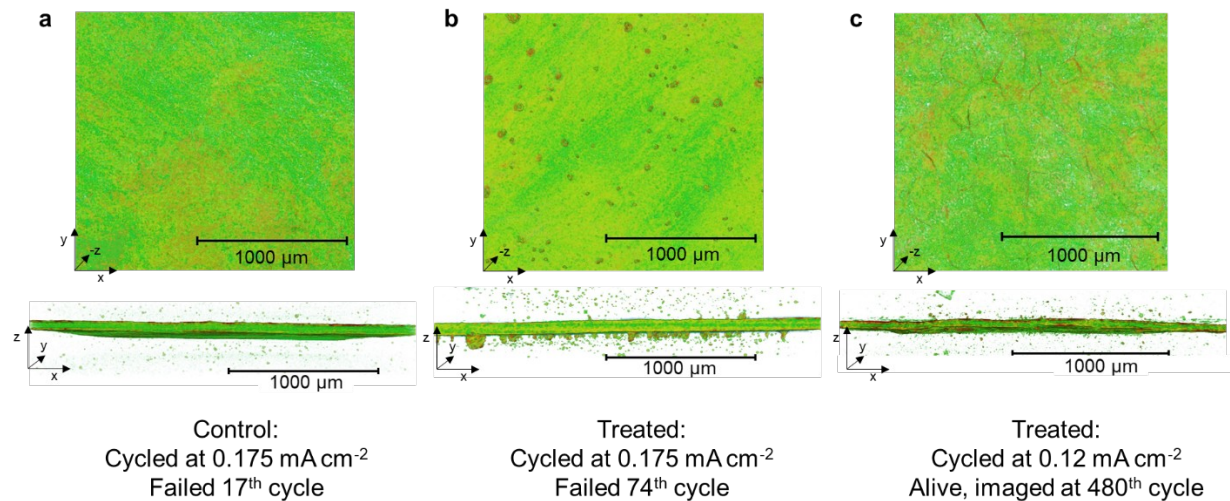 a
b
c
y
-z
x
1000 µm
y
-z
x
1000 µm
y
-z
x
1000 µm
z
y
x
1000 µm
z
y
x
1000 µm
z
y
x
1000 µm
Control:
Cycled at 0.175 mA cm-2
Failed 17th cycle
Treated:
Cycled at 0.175 mA cm-2
Failed 74th cycle
Treated:
Cycled at 0.12 mA cm-2
Alive, imaged at 480th cycle